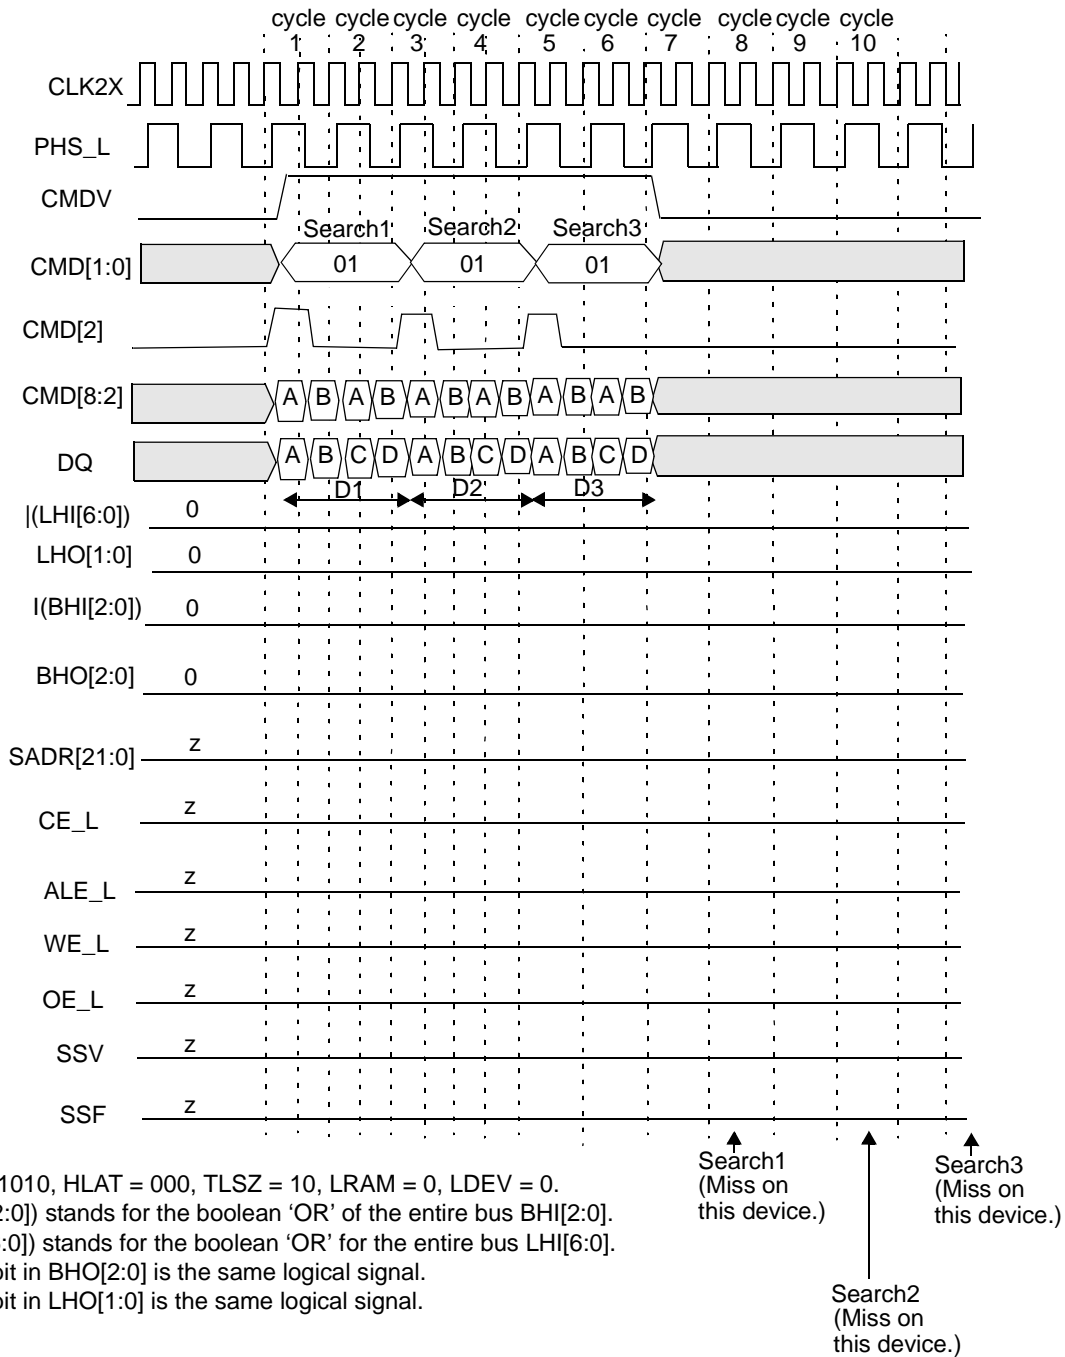 cycle cycle cycle cycle cycle cycle cycle cycle cycle cycle
1 2 3 4 5 6 7 8 9 10
CLK2X
PHS_L
CMDV
Search1 Search2 Search3
CMD[1:0] 01 01 01
CMD[2]
CMD[8:2] A B A B A B A B A B A B
DQ A B C D A B C D A B C D
D1 D2 D3
|(LHI[6:0]) 0
LHO[1:0] 0
I(BHI[2:0]) 0
BHO[2:0] 0
SADR[21:0] z
CE_L z
ALE_L z
WE_L z
OE_L z
SSV z
SSF z
Search1
(Miss on
this device.)
Search3
(Miss on
this device.)
1010, HLAT = 000, TLSZ = 10, LRAM = 0, LDEV = 0.
2:0]) stands for the boolean ‘OR’ of the entire bus BHI[2:0].
:0]) stands for the boolean ‘OR’ for the entire bus LHI[6:0].
bit in BHO[2:0] is the same logical signal.
bit in LHO[1:0] is the same logical signal.
Search2
(Miss on
this device.)